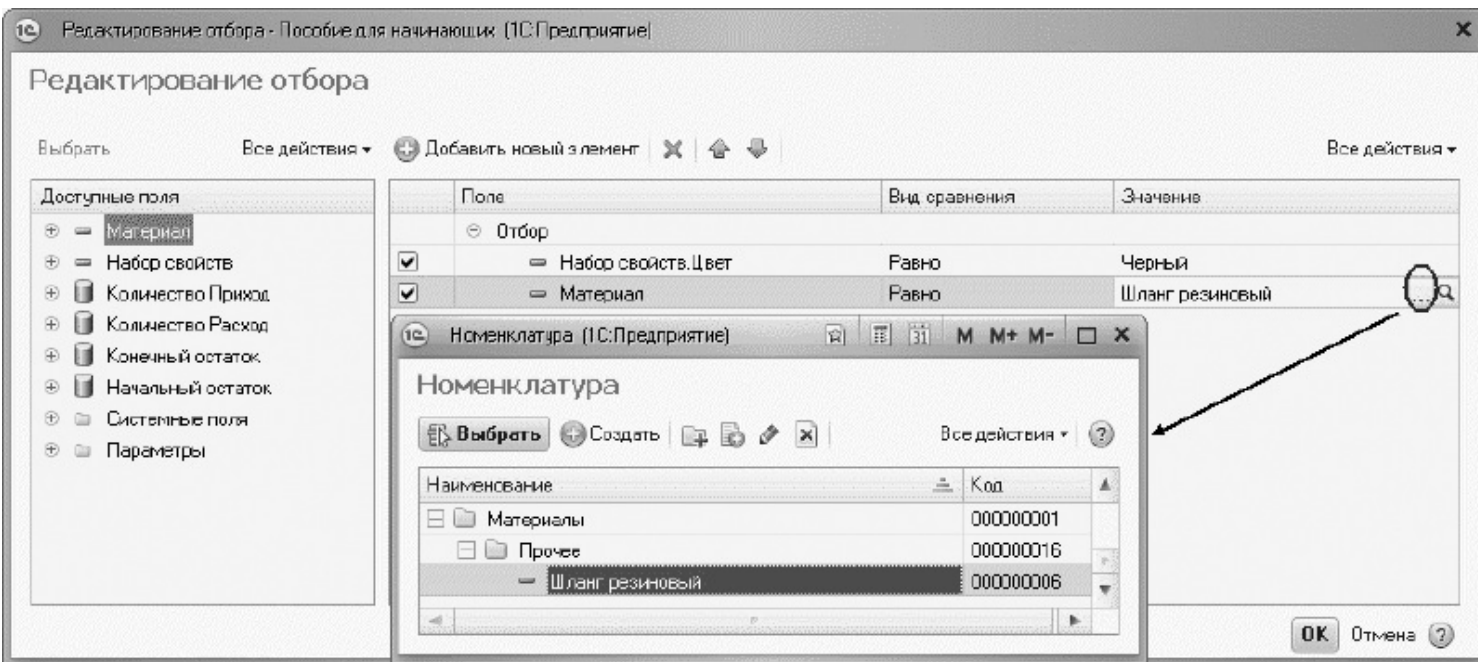 Редактирование отбора - Пособие для начинающих (1С:Предприятие)
Редактирование отбора
Выбрать Все действия Добавить новый элемент Все действия
Доступные поля Поле Вид сравнения Значение
Материал Отбор
Набор свойств Набор свойств.Цвет Равно Черный
Количество Приход Материал Равно Шланг резиновый ...
Количество Расход
Конечный остаток
Начальный остаток
Системные поля
Параметры
Номенклатура (1С:Предприятие) 31 M M+ M-
Номенклатура
Выбрать Создать Все действия ?
Наименование Код
Материалы 000000001
Прочее 000000016
Шланг резиновый 000000006
ОК Отмена ?